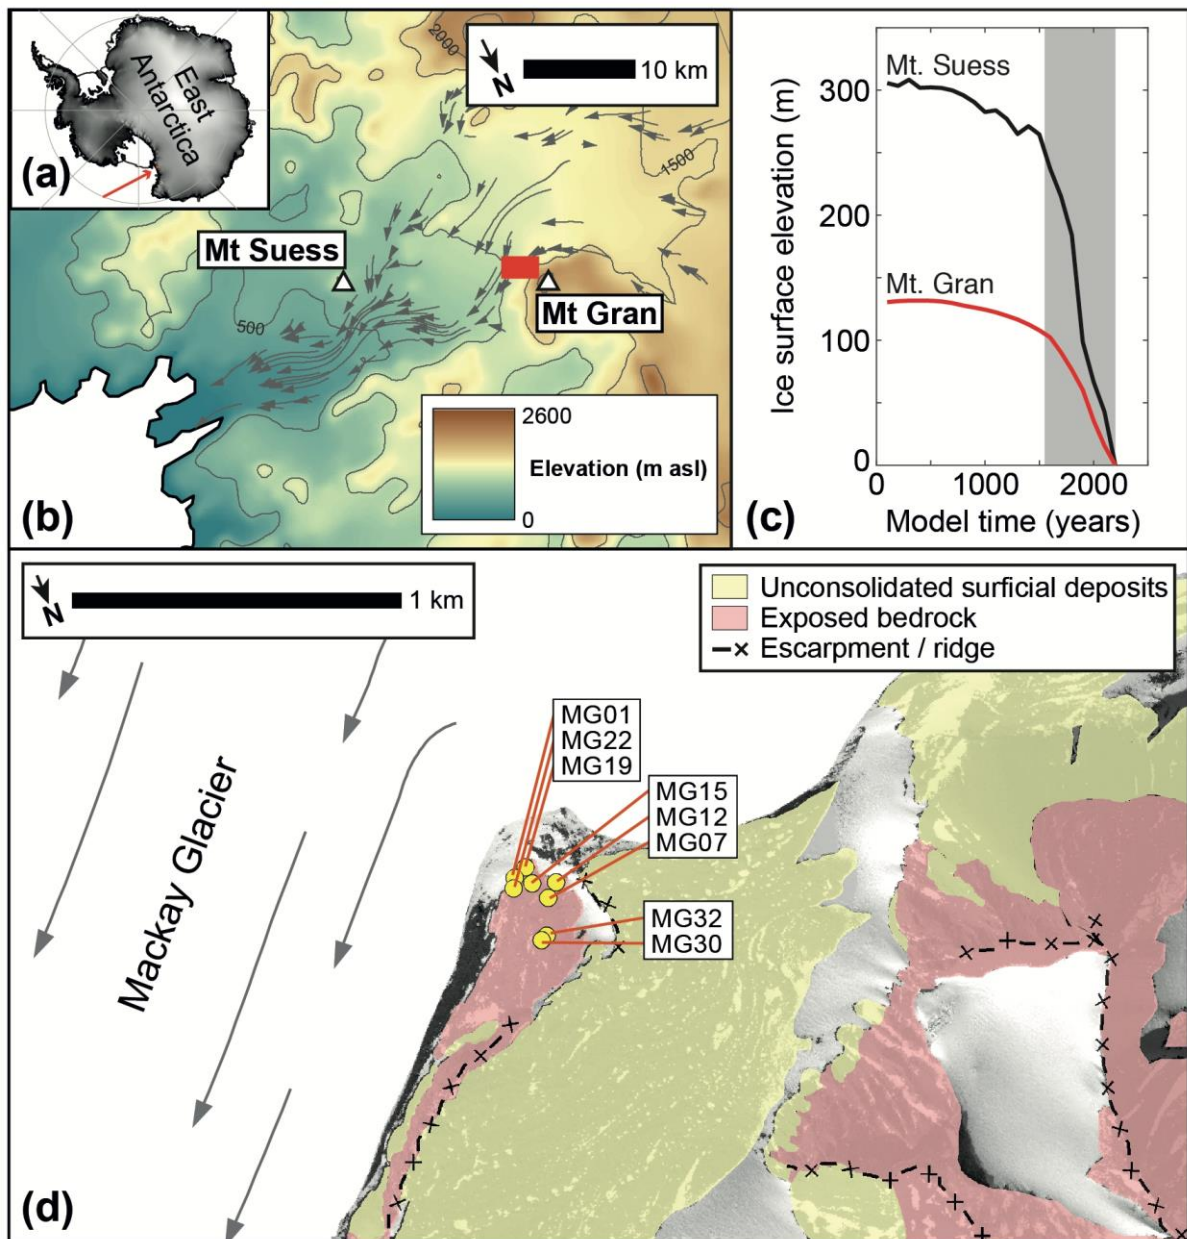 (a)
East
Antarctica
2000
N
10 km
1500
Mt Suess
Mt Gran
500
2600
Elevation (m asl)
0
(b)
Ice surface elevation (m)
300
200
100
0
Mt. Suess
Mt. Gran
0
1000
2000
Model time (years)
(c)
N
1 km
Unconsolidated surficial deposits
Exposed bedrock
Escarpment / ridge
MG01
MG22
MG19
MG15
MG12
MG07
MG32
MG30
Mackay Glacier
(d)